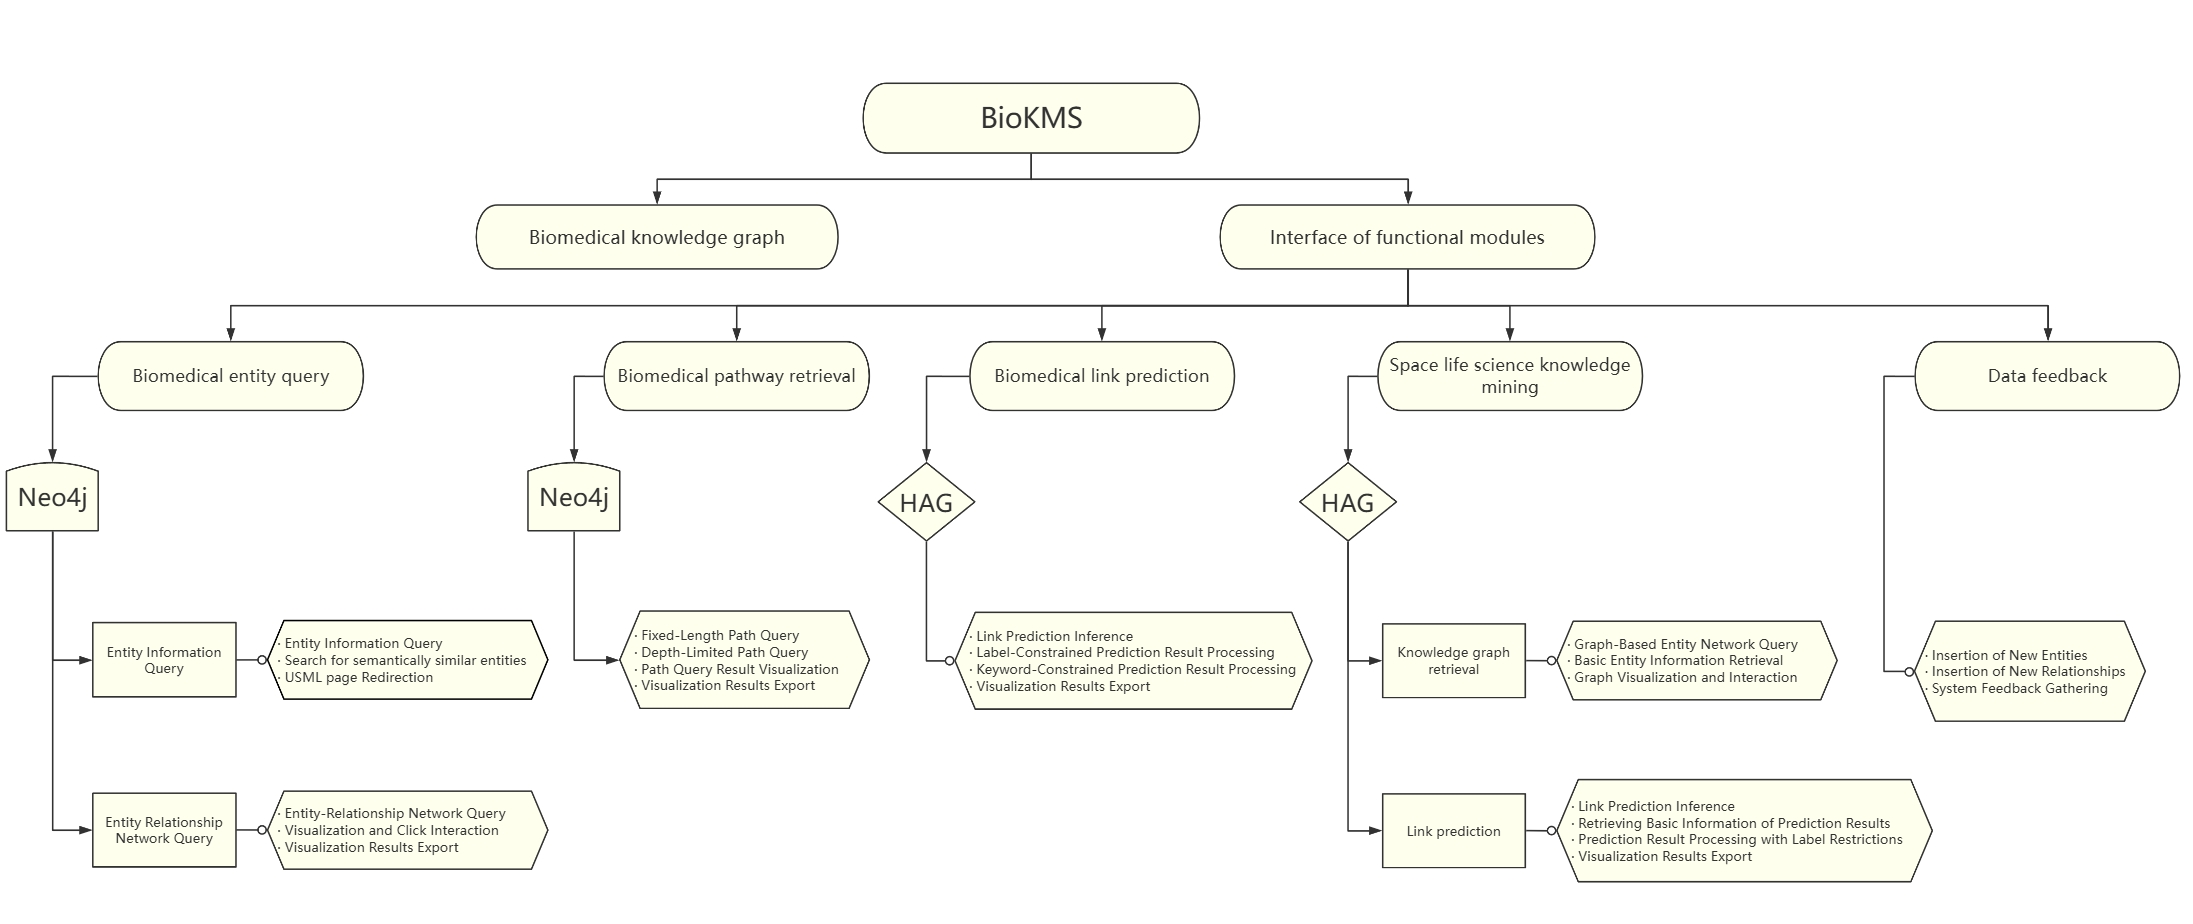 BioKMS
Biomedical knowledge graph
Interface of functional modules
Biomedical entity query
Biomedical pathway retrieval
Biomedical link prediction
Space life science knowledge
mining
Data feedback
Neo4j
Neo4j
HAG
HAG
Entity Information
Query
· Entity Information Query
· Search for semantically similar entities
· USML page Redirection
· Fixed-Length Path Query
· Depth-Limited Path Query
· Path Query Result Visualization
· Visualization Results Export
· Link Prediction Inference
· Label-Constrained Prediction Result Processing
· Keyword-Constrained Prediction Result Processing
· Visualization Results Export
Knowledge graph
retrieval
· Graph-Based Entity Network Query
· Basic Entity Information Retrieval
· Graph Visualization and Interaction
· Insertion of New Entities
· Insertion of New Relationships
· System Feedback Gathering
Entity Relationship
Network Query
· Entity-Relationship Network Query
· Visualization and Click Interaction
· Visualization Results Export
Link prediction
· Link Prediction Inference
· Retrieving Basic Information of Prediction Results
· Prediction Result Processing with Label Restrictions
· Visualization Results Export